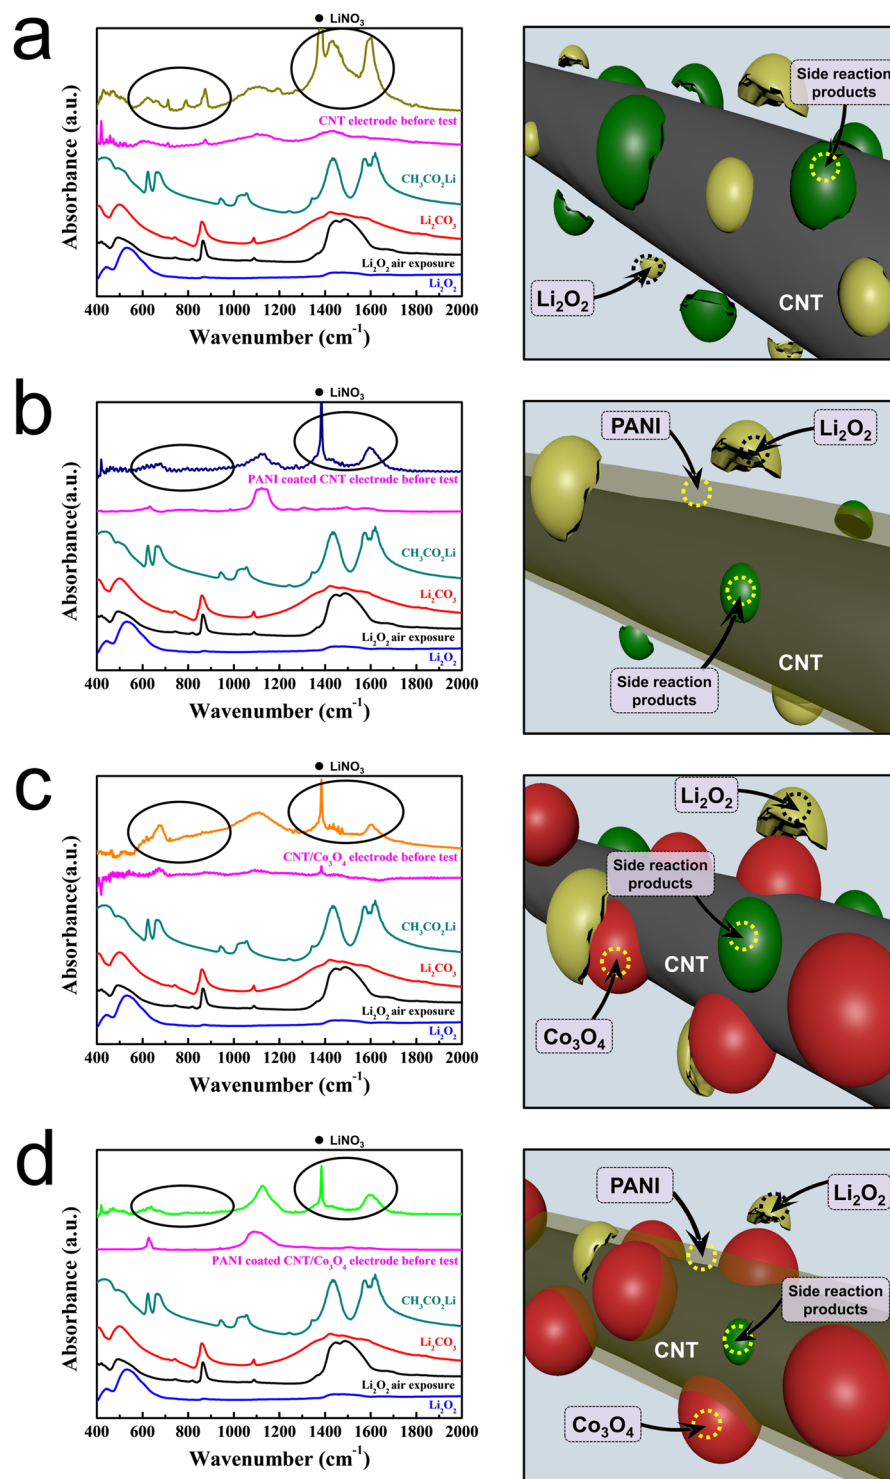 a
● LiNO3
Absorbance (a.u.)
CNT electrode before test
CH3CO2Li
Li2CO3
Li2O2 air exposure
Li2O2
400 600 800 1000 1200 1400 1600 1800 2000
Wavenumber (cm-1)
Side reaction
products
Li2O2
CNT
b
● LiNO3
Absorbance(a.u.)
PANI coated CNT electrode before test
CH3CO2Li
Li2CO3
Li2O2 air exposure
Li2O2
400 600 800 1000 1200 1400 1600 1800 2000
Wavenumber (cm-1)
PANI
Li2O2
Side reaction
products
CNT
c
● LiNO3
Absorbance(a.u.)
CNT/Co3O4 electrode before test
CH3CO2Li
Li2CO3
Li2O2 air exposure
Li2O2
400 600 800 1000 1200 1400 1600 1800 2000
Wavenumber (cm-1)
Li2O2
Side reaction
products
CNT
Co3O4
d
● LiNO3
Absorbance (a.u.)
PANI coated CNT/Co3O4 electrode before test
CH3CO2Li
Li2CO3
Li2O2 air exposure
Li2O2
400 600 800 1000 1200 1400 1600 1800 2000
Wavenumber (cm-1)
PANI
Li2O2
Side reaction
products
CNT
Co3O4